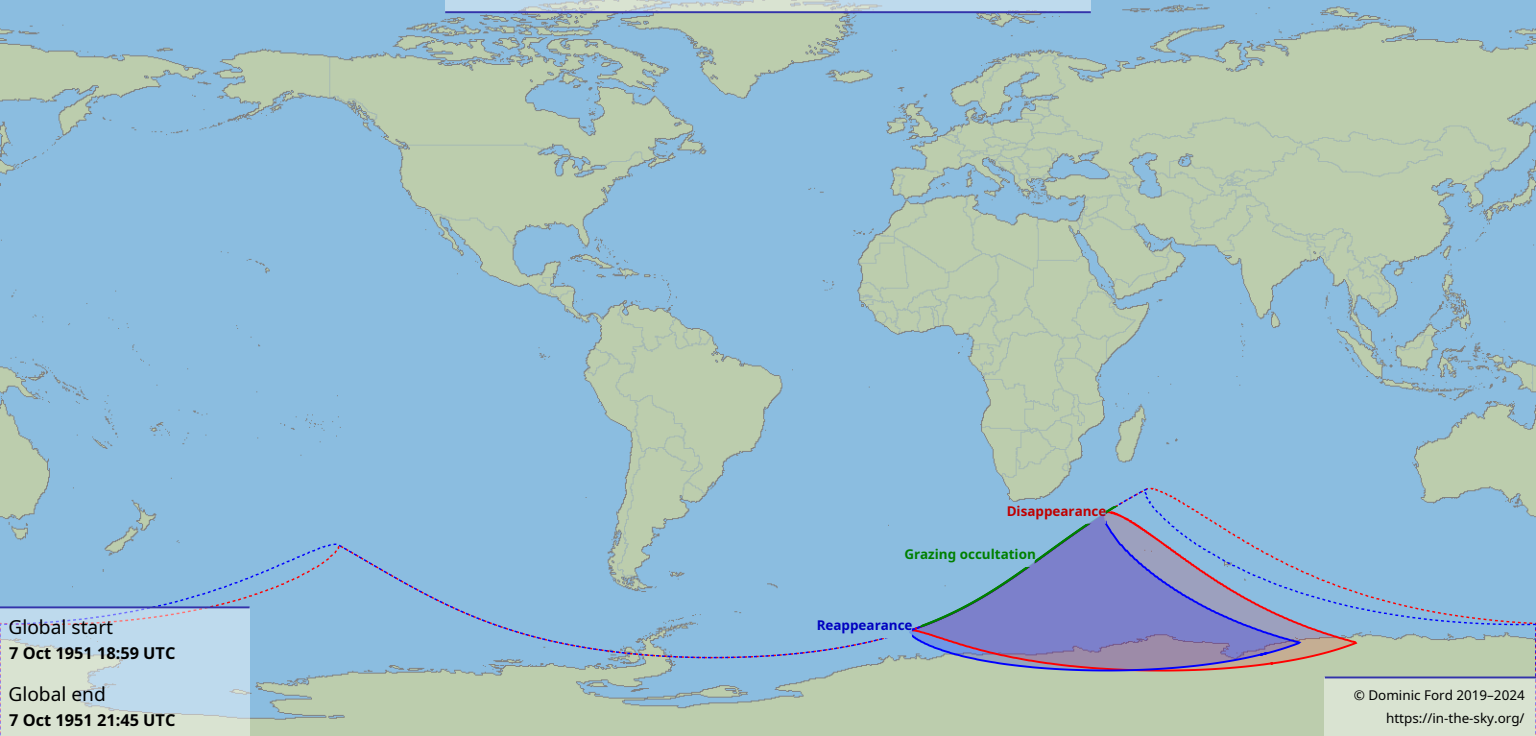 Disappearance
Grazing occultation
Reappearance
Global start
7 Oct 1951 18:59 UTC
Global end
7 Oct 1951 21:45 UTC
© Dominic Ford 2019–2024
https://in-the-sky.org/